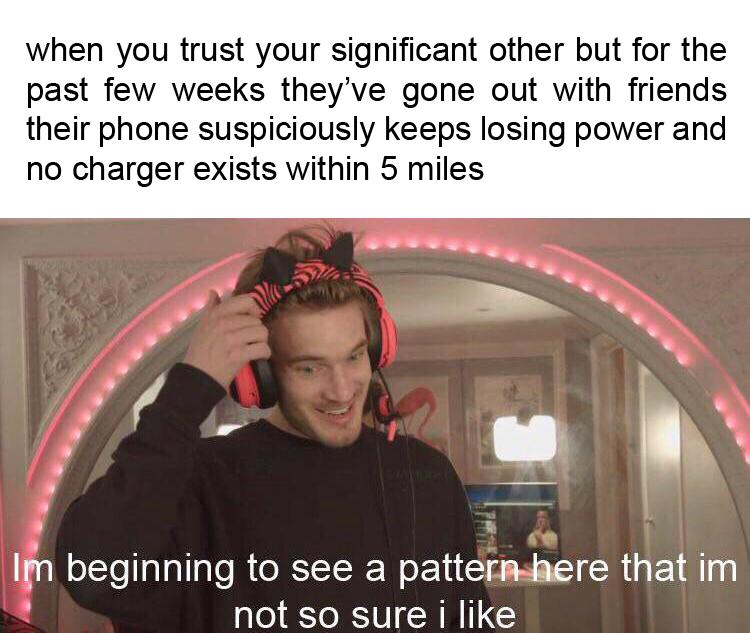 when you trust your significant other but for the
past few weeks they’ve gone out with friends
their phone suspiciously keeps losing power and
no charger exists within 5 miles
Im beginning to see a pattern here that im
not so sure i like